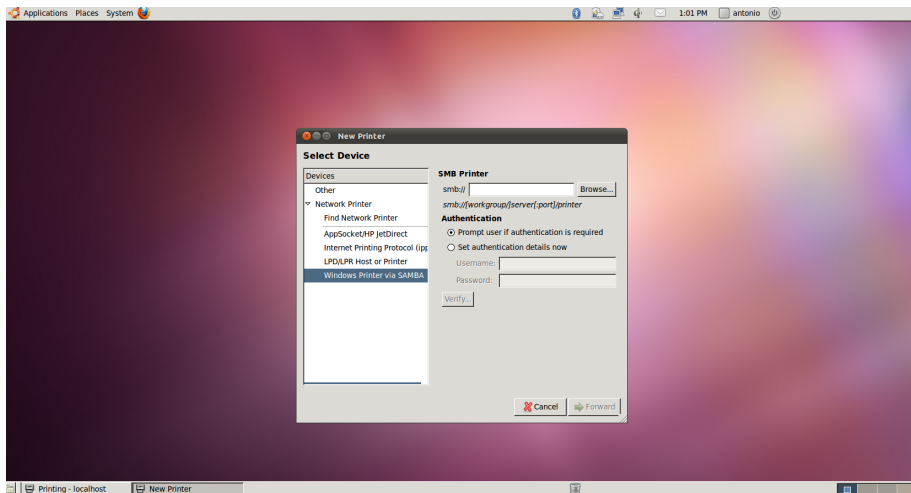 Applications Places System 1:01 PM antonio
New Printer
Select Device
Devices
Other
Network Printer
Find Network Printer
AppSocket/HP JetDirect
Internet Printing Protocol (ipp
LPD/LPR Host or Printer
Windows Printer via SAMBA
SMB Printer
smb:// Browse...
smb://[workgroup/]server[:port]/printer
Authentication
Prompt user if authentication is required
Set authentication details now
Username:
Password:
Verify...
Cancel Forward
Printing - localhost New Printer